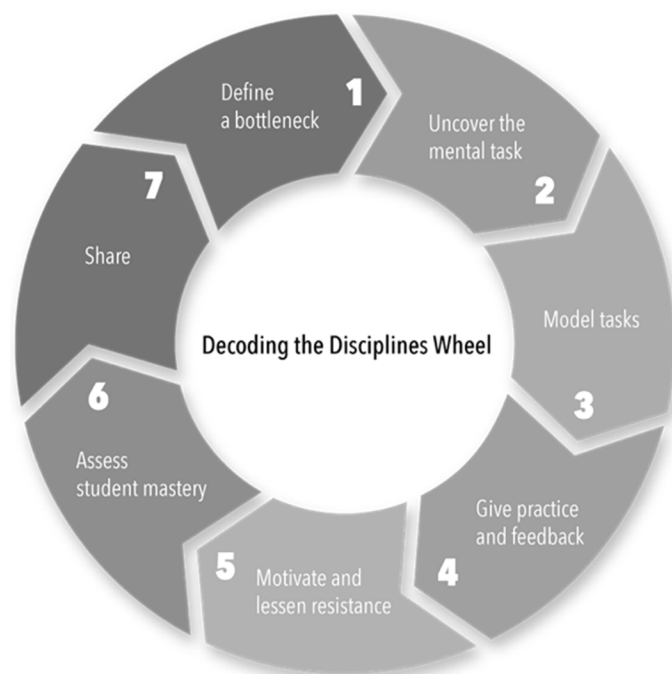 Define
a bottleneck
1
Uncover the
mental task
2
Model tasks
3
Give practice
and feedback
4
5
Motivate and
lessen resistance
6
Assess
student mastery
7
Share
Decoding the Disciplines Wheel